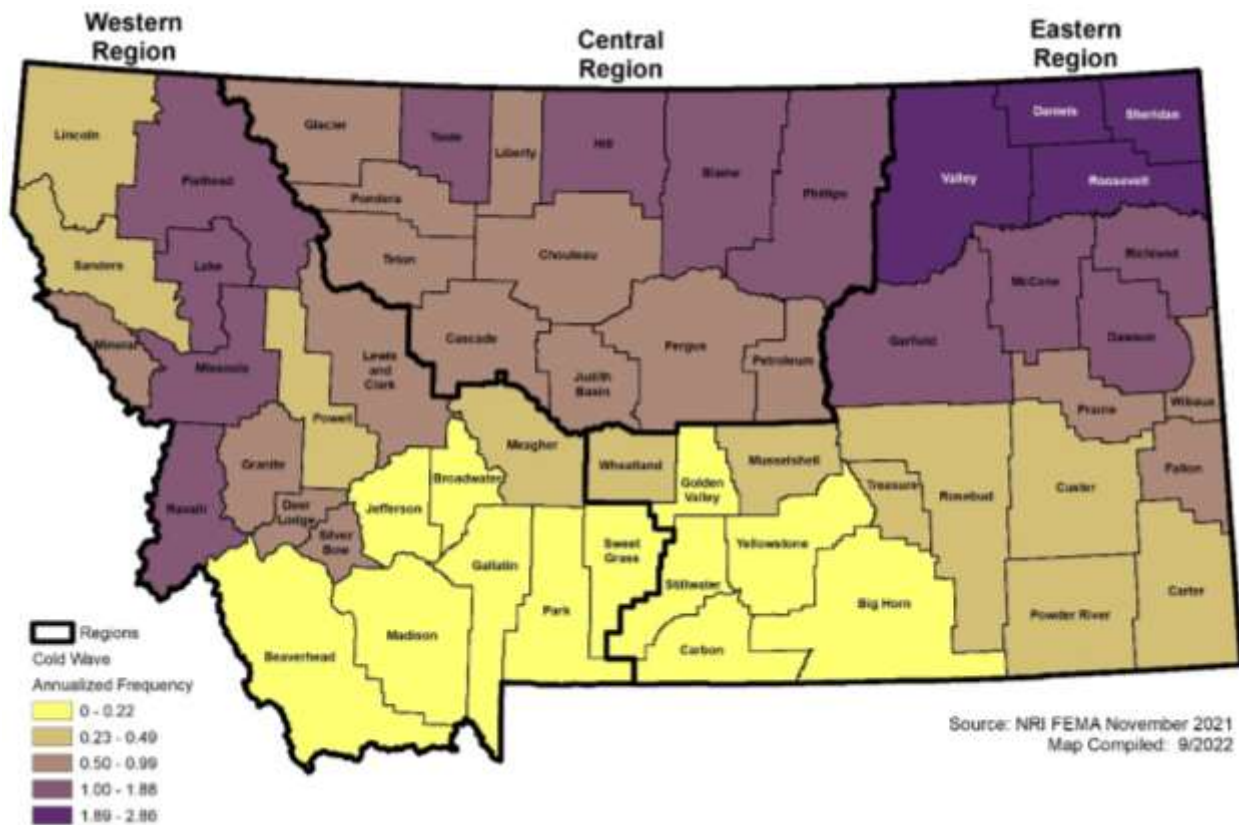 Western
Region
Central
Region
Eastern
Region
Lincoln
Flathead
Glacier
Toole
Liberty
Hill
Blaine
Phillips
Valley
Daniels
Sheridan
Roosevelt
Pondera
Teton
Chouteau
Sanders
Lake
Richland
McCone
Garfield
Dawson
Mineral
Missoula
Lewis
and
Clark
Cascade
Judith
Basin
Fergus
Petroleum
Prairie
Wibaux
Powell
Granite
Ravalli
Deer
Lodge
Silver
Bow
Jefferson
Broadwater
Meagher
Wheatland
Golden
Valley
Musselshell
Treasure
Rosebud
Custer
Fallon
Gallatin
Park
Sweet
Grass
Stillwater
Yellowstone
Big Horn
Powder River
Carter
Beaverhead
Madison
Carbon
Regions
Cold Wave
Annualized Frequency
0 - 0.22
0.23 - 0.49
0.50 - 0.99
1.00 - 1.88
1.89 - 2.86
Source: NRI FEMA November 2021
Map Compiled: 9/2022